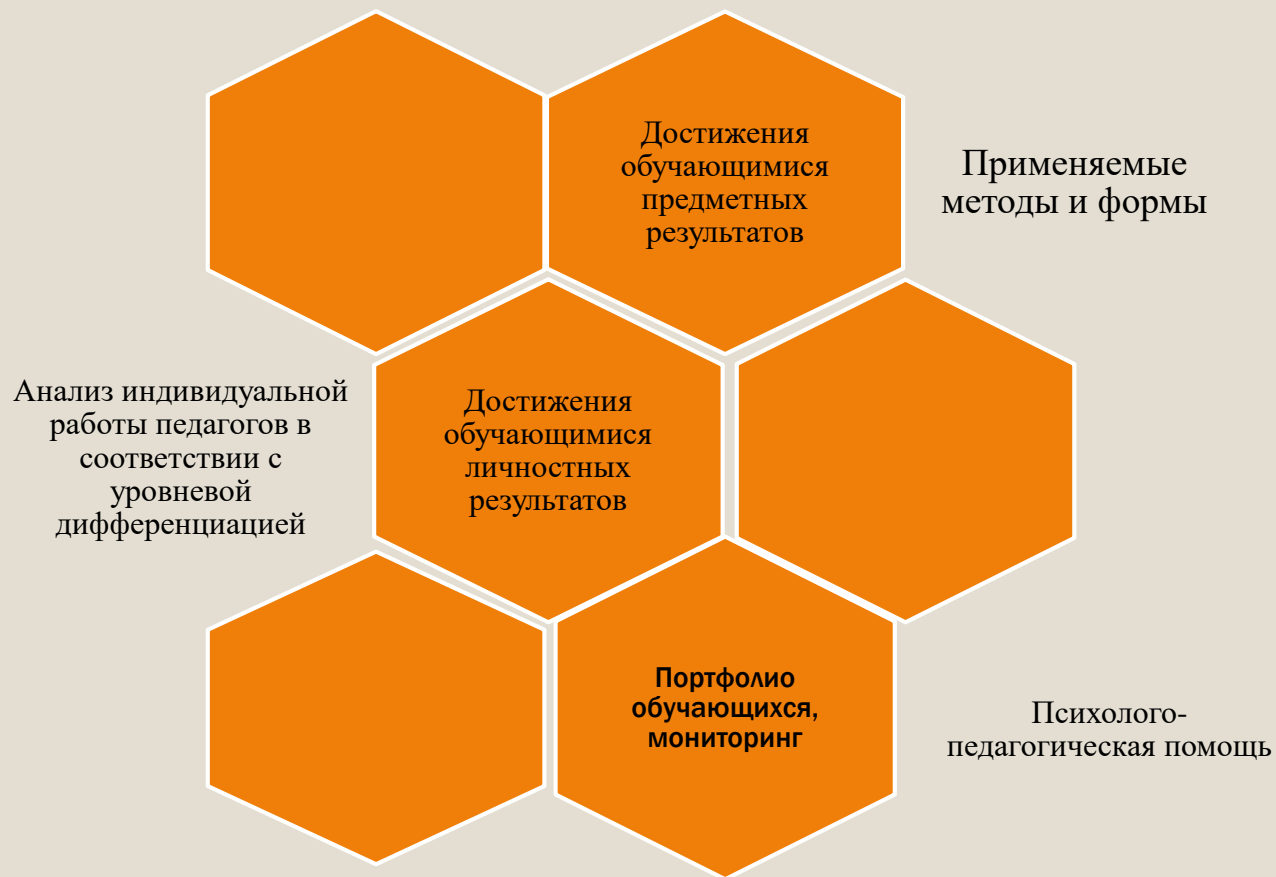 Достижения
обучающимися
предметных
результатов
Применяемые
методы и формы
Анализ индивидуальной
работы педагогов в
соответствии с
уровневой
дифференциацией
Достижения
обучающимися
личностных
результатов
Портфолио
обучающихся,
мониторинг
Психолого-
педагогическая помощь